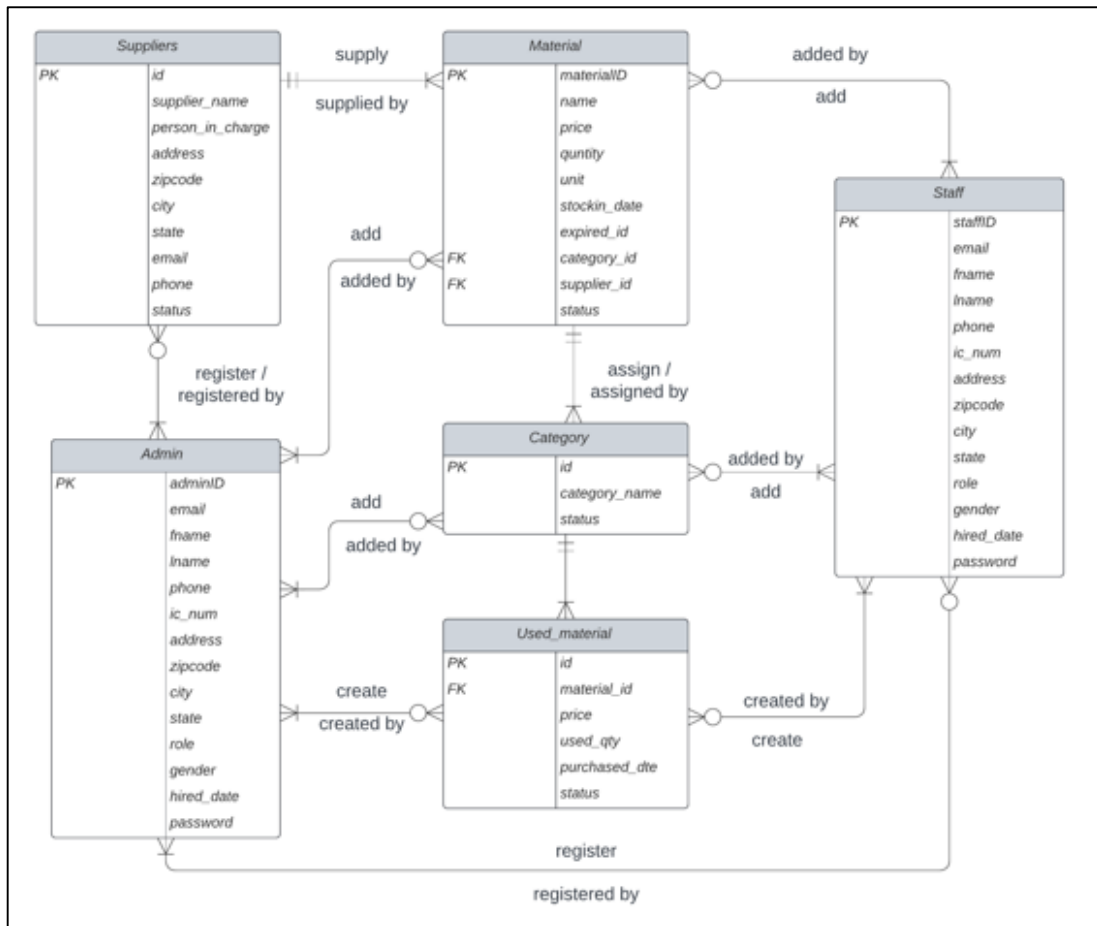 Suppliers
PK id
supplier_name
person_in_charge
address
zipcode
city
state
email
phone
status
supply
supplied by
Material
PK materialID
name
price
quntity
unit
stockin_date
expired_id
FK category_id
FK supplier_id
status
added by
add
Staff
PK staffID
email
fname
lname
phone
ic_num
address
zipcode
city
state
role
gender
hired_date
password
add
added by
register /
registered by
assign /
assigned by
Admin
PK adminID
email
fname
lname
phone
ic_num
address
zipcode
city
state
role
gender
hired_date
password
Category
PK id
category_name
status
added by
add
add
added by
Used_material
PK id
FK material_id
price
used_qty
purchased_dte
status
create
created by
created by
create
register
registered by